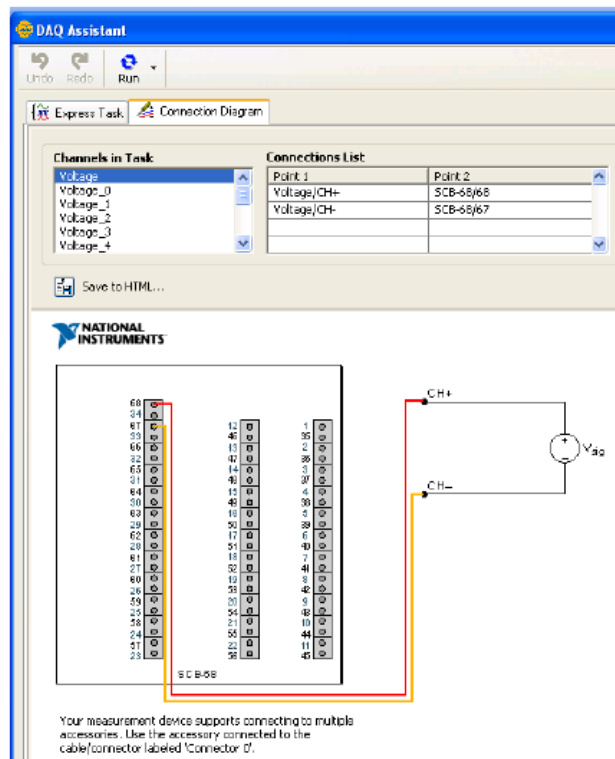 DAQ Assistant
Undo Redo Run
Express Task Connection Diagram
Channels in Task Connections List
Voltage Point 1 Point 2
Voltage_0 Voltage/CH+ SCB-68/68
Voltage_1 Voltage/CH- SCB-68/67
Voltage_2
Voltage_3
Voltage_4
Save to HTML...
NATIONAL
INSTRUMENTS
CH+
68
34
67 12 1
33 46 35
66 13 2
32 47 36
65 14 3
31 48 37
Vsig
64 15 4
30 49 38
CH-
63 16 5
29 50 39
62 17 6
28 51 40
61 18 7
27 52 41
60 19 8
26 53 42
59 20 9
25 54 43
58 21 10
24 55 44
57 22 11
23 56 45
SCB-68
Your measurement device supports connecting to multiple
accessories. Use the accessory connected to the
cable/connector labeled 'Connector 0'.